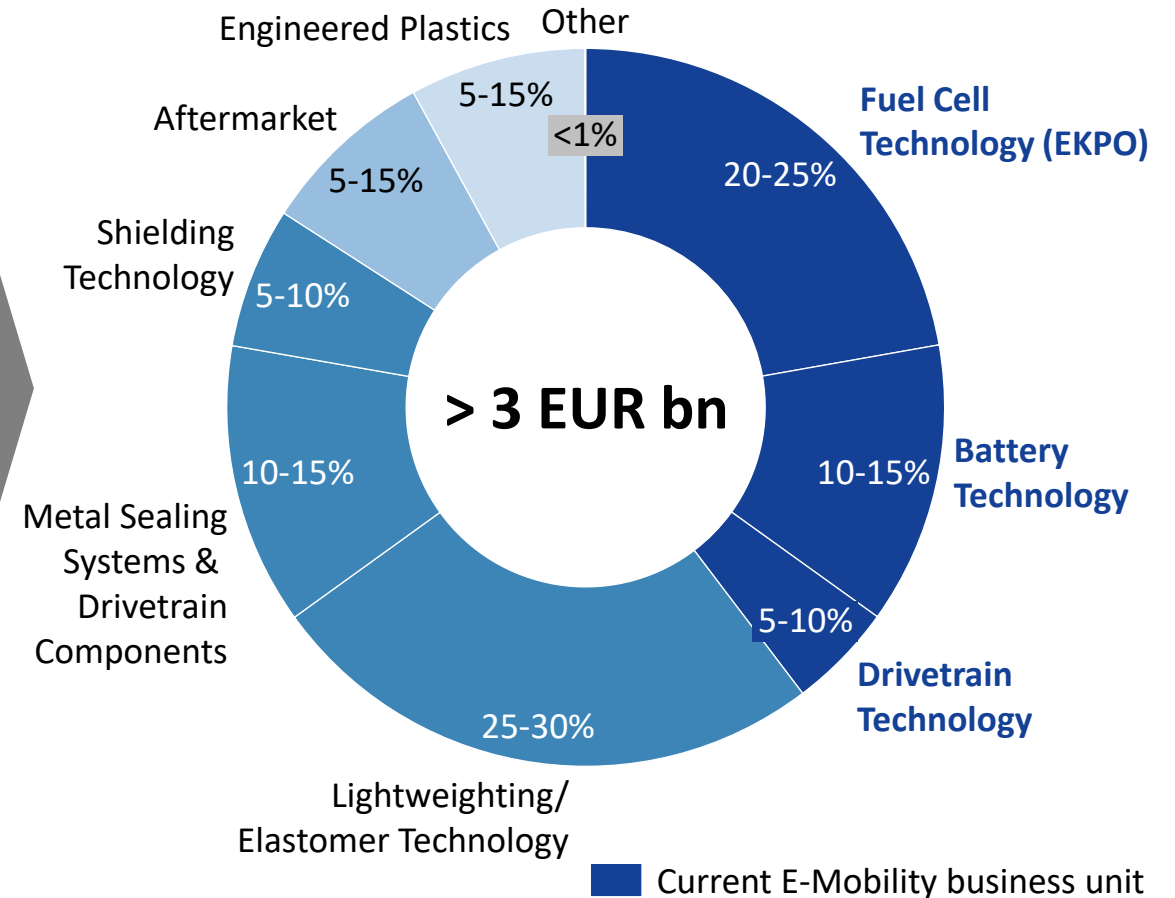 Engineered Plastics
Other
5-15%
<1%
Fuel Cell
Technology (EKPO)
20-25%
Aftermarket
5-15%
Shielding
Technology
5-10%
> 3 EUR bn
10-15%
Battery
Technology
10-15%
Metal Sealing
Systems &
Drivetrain
Components
5-10%
Drivetrain
Technology
25-30%
Lightweighting/
Elastomer Technology
Current E-Mobility business unit